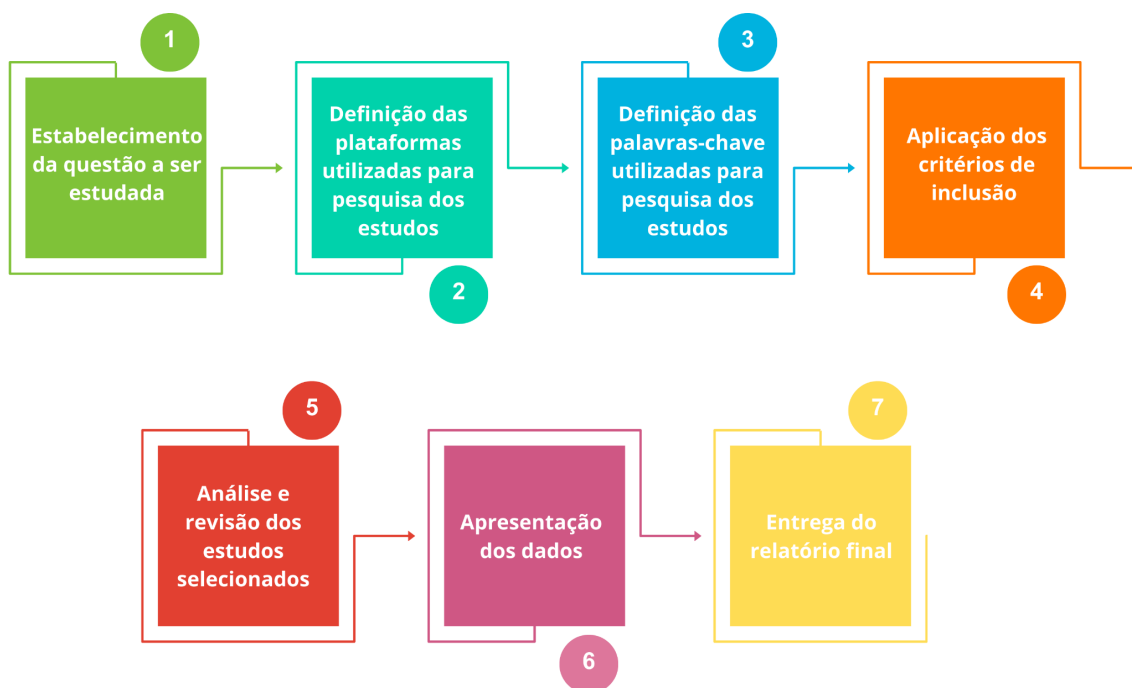 1
Estabelecimento
da questão a ser
estudada
Definição das
plataformas
utilizadas para
pesquisa dos
estudos
2
3
Definição das
palavras-chave
utilizadas para
pesquisa dos
estudos
Aplicação dos
critérios de
inclusão
4
5
Análise e
revisão dos
estudos
selecionados
Apresentação
dos dados
6
7
Entrega do
relatório final